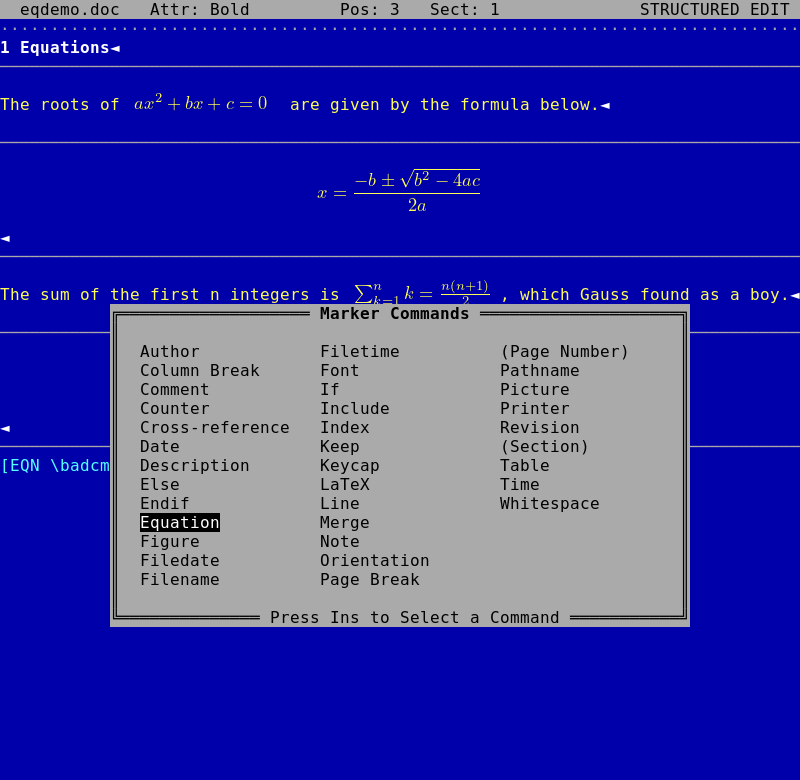 eqdemo.doc Attr: Bold Pos: 3 Sect: 1 STRUCTURED EDIT
1 Equations◄
The roots of ax² + bx + c = 0 are given by the formula below.◄
x = (−b ± √(b² − 4ac)) / 2a
◄
The sum of the first n integers is ∑_{k=1}^{n} k = n(n+1)/2 , which Gauss found as a boy.◄
Marker Commands
Author Filetime (Page Number)
Column Break Font Pathname
Comment If Picture
Counter Include Printer
◄
Cross-reference Index Revision
Date Keep (Section)
[EQN \badcm
Description Keycap Table
Else LaTeX Time
Endif Line Whitespace
Equation Merge
Figure Note
Filedate Orientation
Filename Page Break
Press Ins to Select a Command